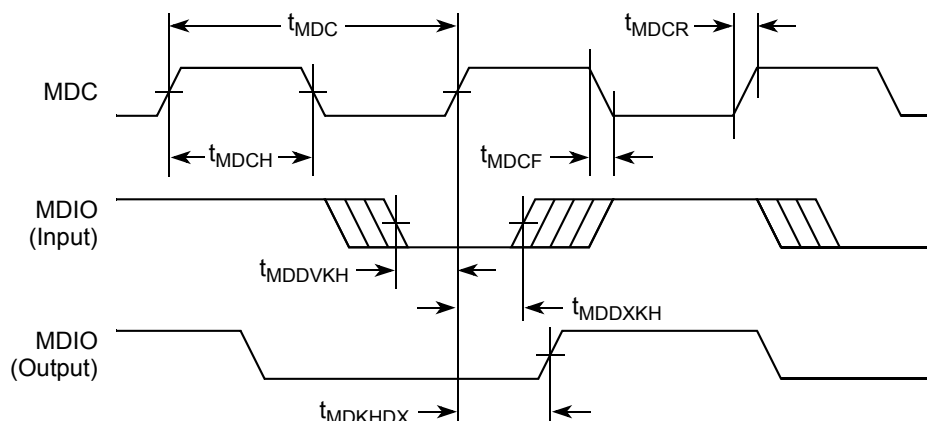 tMDC
tMDCR
MDC
tMDCH
tMDCF
MDIO
(Input)
tMDDVKH
tMDDXKH
MDIO
(Output)
tMDKHDX